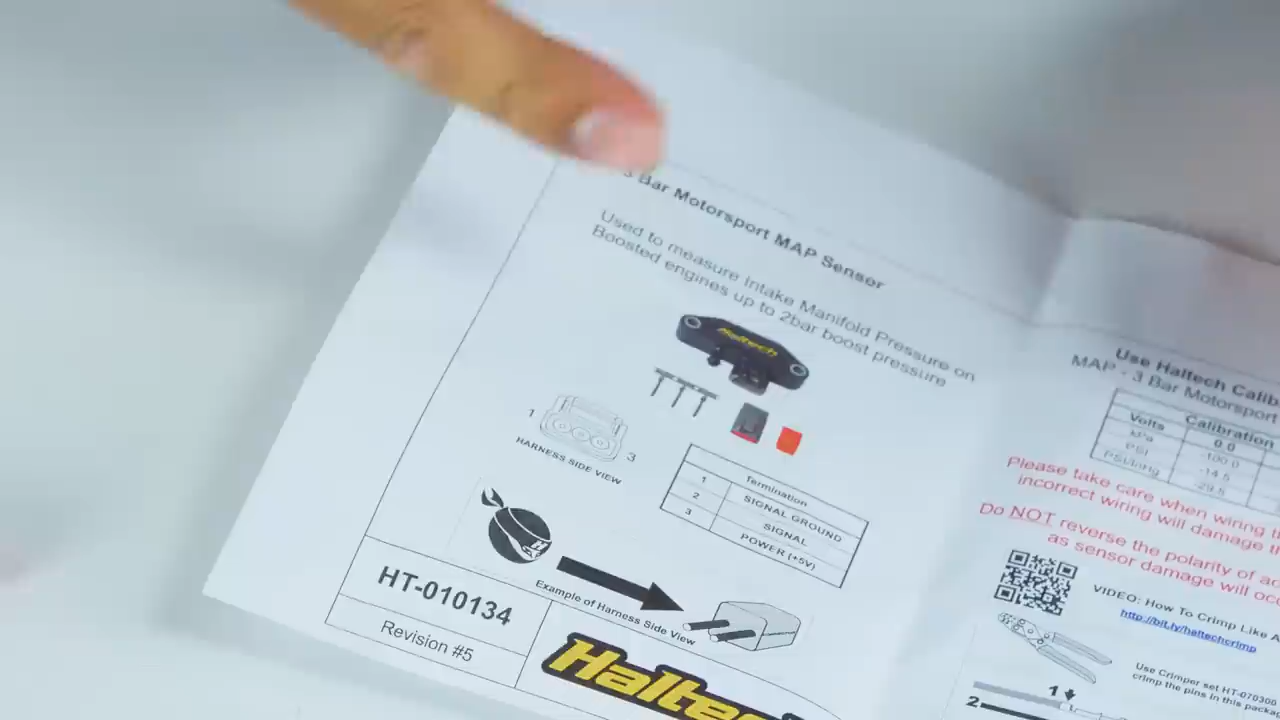 3 Bar Motorsport MAP Sensor
Used to measure Intake Manifold Pressure on
Boosted engines up to 2bar boost pressure
Haltech
1
3
HARNESS SIDE VIEW
Termination
1 SIGNAL GROUND
2 SIGNAL
3 POWER (+5V)
Example of Harness Side View
HT-010134
Revision #5
Haltech
Use Haltech Calib
MAP - 3 Bar Motorsport
Calibration
Volts 0.0
kPa -100.0
PSI -14.5
PSI/inHg -29.5
Please take care when wiring
incorrect wiring will damage
Do NOT reverse the polarity of
as sensor damage will
VIDEO: How To Crimp Like A
http://bit.ly/haltechcrimp
Use Crimper set HT-070300
crimp the pins in this
1
2